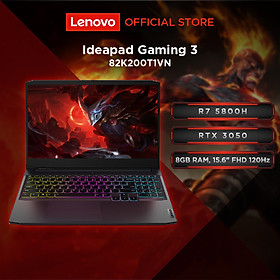 Lenovo OFFICIAL STORE
Ideapad Gaming 3
82K200T1VN
R7 5800H
RTX 3050
8GB RAM, 15.6" FHD 120Hz